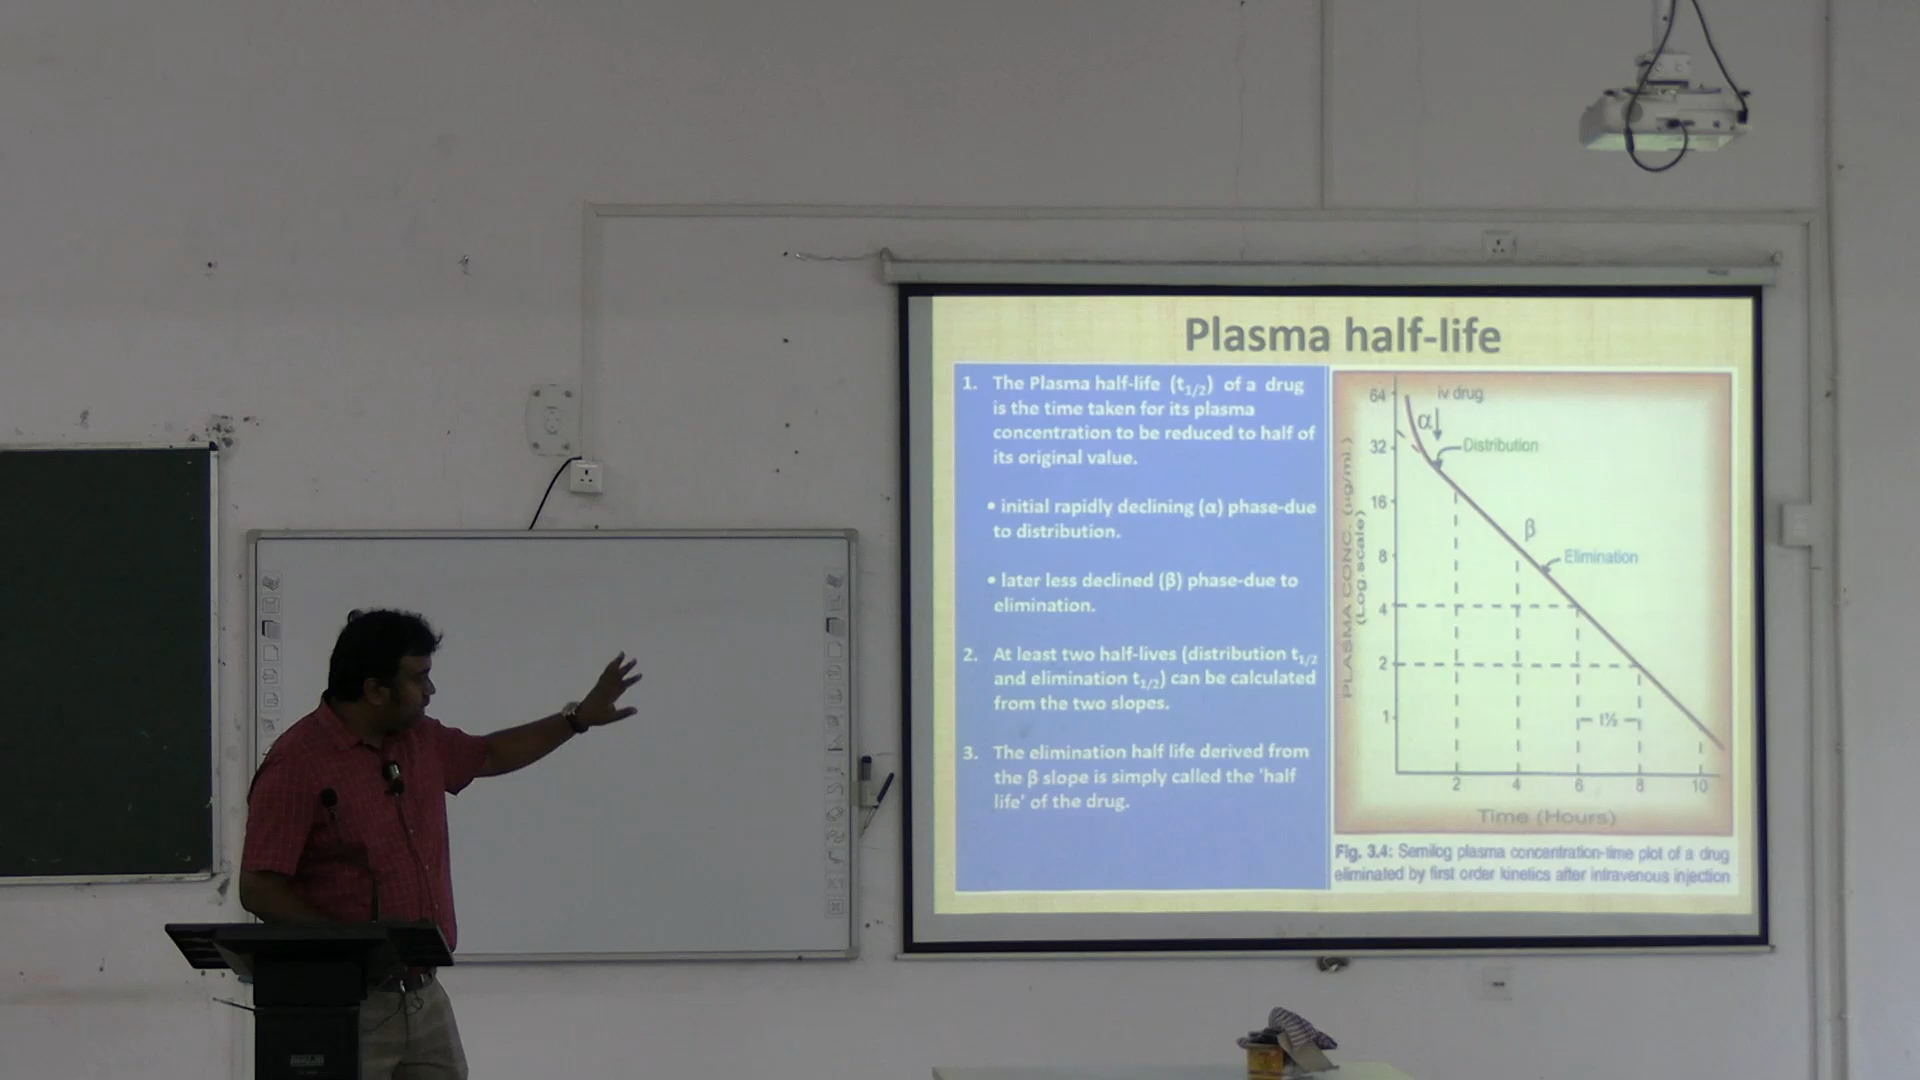 Plasma half-life
1. The Plasma half-life (t1/2) of a drug
is the time taken for its plasma
concentration to be reduced to half of
its original value.
• initial rapidly declining (α) phase-due
to distribution.
• later less declined (β) phase-due to
elimination.
2. At least two half-lives (distribution t1/2
and elimination t1/2) can be calculated
from the two slopes.
3. The elimination half life derived from
the β slope is simply called the 'half
life' of the drug.
64
32
16
8
4
2
1
PLASMA CONC. (µg/ml.)
(Log.scale)
iv drug
α
Distribution
β
Elimination
t½
2 4 6 8 10
Time (Hours)
Fig. 3.4: Semilog plasma concentration-time plot of a drug
eliminated by first order kinetics after intravenous injection